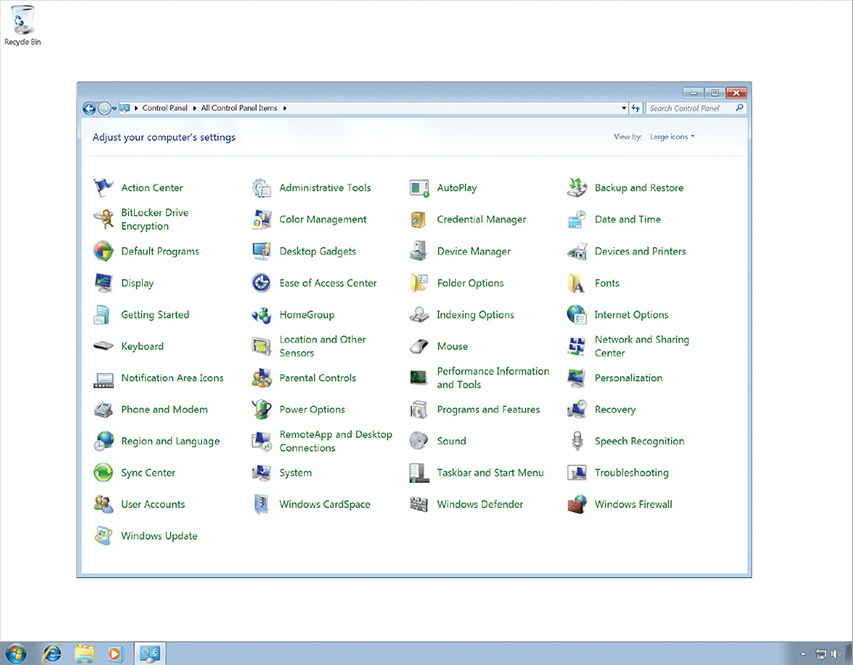 Recycle Bin
Control Panel All Control Panel Items
Search Control Panel
Adjust your computer's settings
View by: Large icons
Action Center Administrative Tools AutoPlay Backup and Restore
BitLocker Drive
Encryption
Color Management Credential Manager Date and Time
Default Programs Desktop Gadgets Device Manager Devices and Printers
Display Ease of Access Center Folder Options Fonts
Getting Started HomeGroup Indexing Options Internet Options
Keyboard
Location and Other
Sensors
Mouse
Network and Sharing
Center
Notification Area Icons Parental Controls
Performance Information
and Tools
Personalization
Phone and Modem Power Options Programs and Features Recovery
Region and Language
RemoteApp and Desktop
Connections
Sound Speech Recognition
Sync Center System Taskbar and Start Menu Troubleshooting
User Accounts Windows CardSpace Windows Defender Windows Firewall
Windows Update